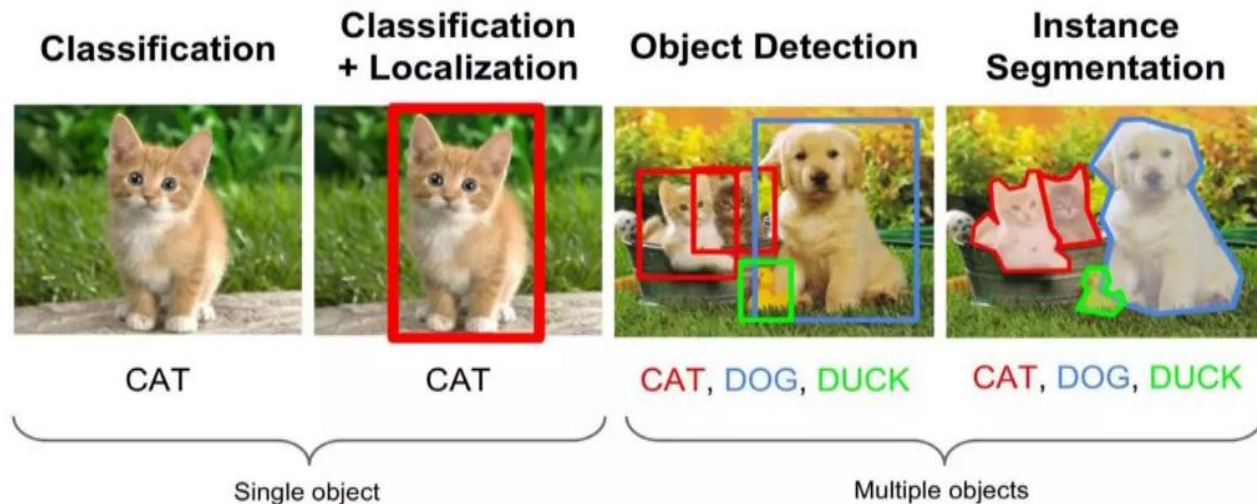 Classification
Classification
+ Localization
Object Detection
Instance
Segmentation
CAT
CAT
CAT, DOG, DUCK
CAT, DOG, DUCK
Single object
Multiple objects